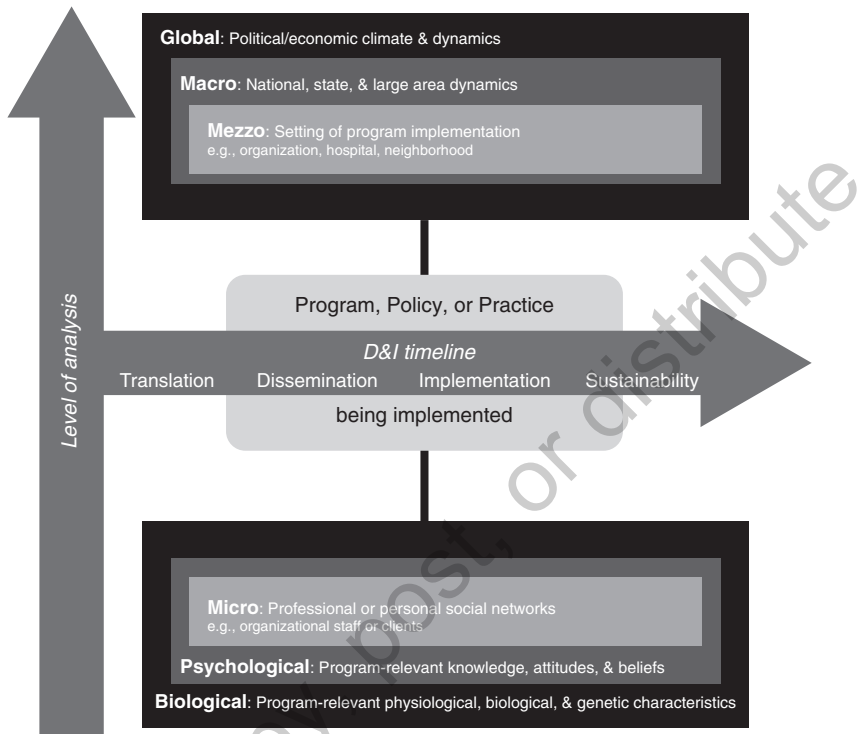 Global: Political/economic climate & dynamics
Macro: National, state, & large area dynamics
Mezzo: Setting of program implementation
e.g., organization, hospital, neighborhood
Level of analysis
Program, Policy, or Practice
D&I timeline
Translation Dissemination Implementation Sustainability
being implemented
Micro: Professional or personal social networks
e.g., organizational staff or clients
Psychological: Program-relevant knowledge, attitudes, & beliefs
Biological: Program-relevant physiological, biological, & genetic characteristics
post, or distribute